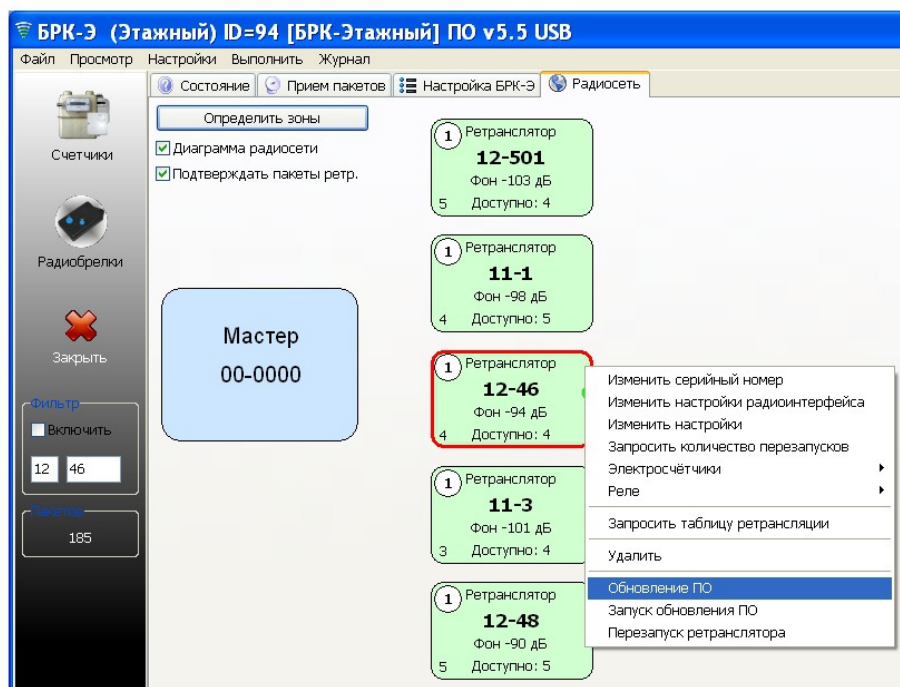 БРК-Э (Этажный) ID=94 [БРК-Этажный] ПО v5.5 USB
Файл Просмотр Настройки Выполнить Журнал
Состояние Прием пакетов Настройка БРК-Э Радиосеть
Счетчики
Радиобрелки
Закрыть
Фильтр
Включить
12 46
Пакетов
185
Определить зоны
Диаграмма радиосети
Подтверждать пакеты ретр.
Мастер
00-0000
1 Ретранслятор
12-501
Фон -103 дБ
5 Доступно: 4
1 Ретранслятор
11-1
Фон -98 дБ
4 Доступно: 5
1 Ретранслятор
12-46
Фон -94 дБ
4 Доступно: 4
1 Ретранслятор
11-3
Фон -101 дБ
3 Доступно: 4
1 Ретранслятор
12-48
Фон -90 дБ
5 Доступно: 5
Изменить серийный номер
Изменить настройки радиоинтерфейса
Изменить настройки
Запросить количество перезапусков
Электросчётчики
Реле
Запросить таблицу ретрансляции
Удалить
Обновление ПО
Запуск обновления ПО
Перезапуск ретранслятора